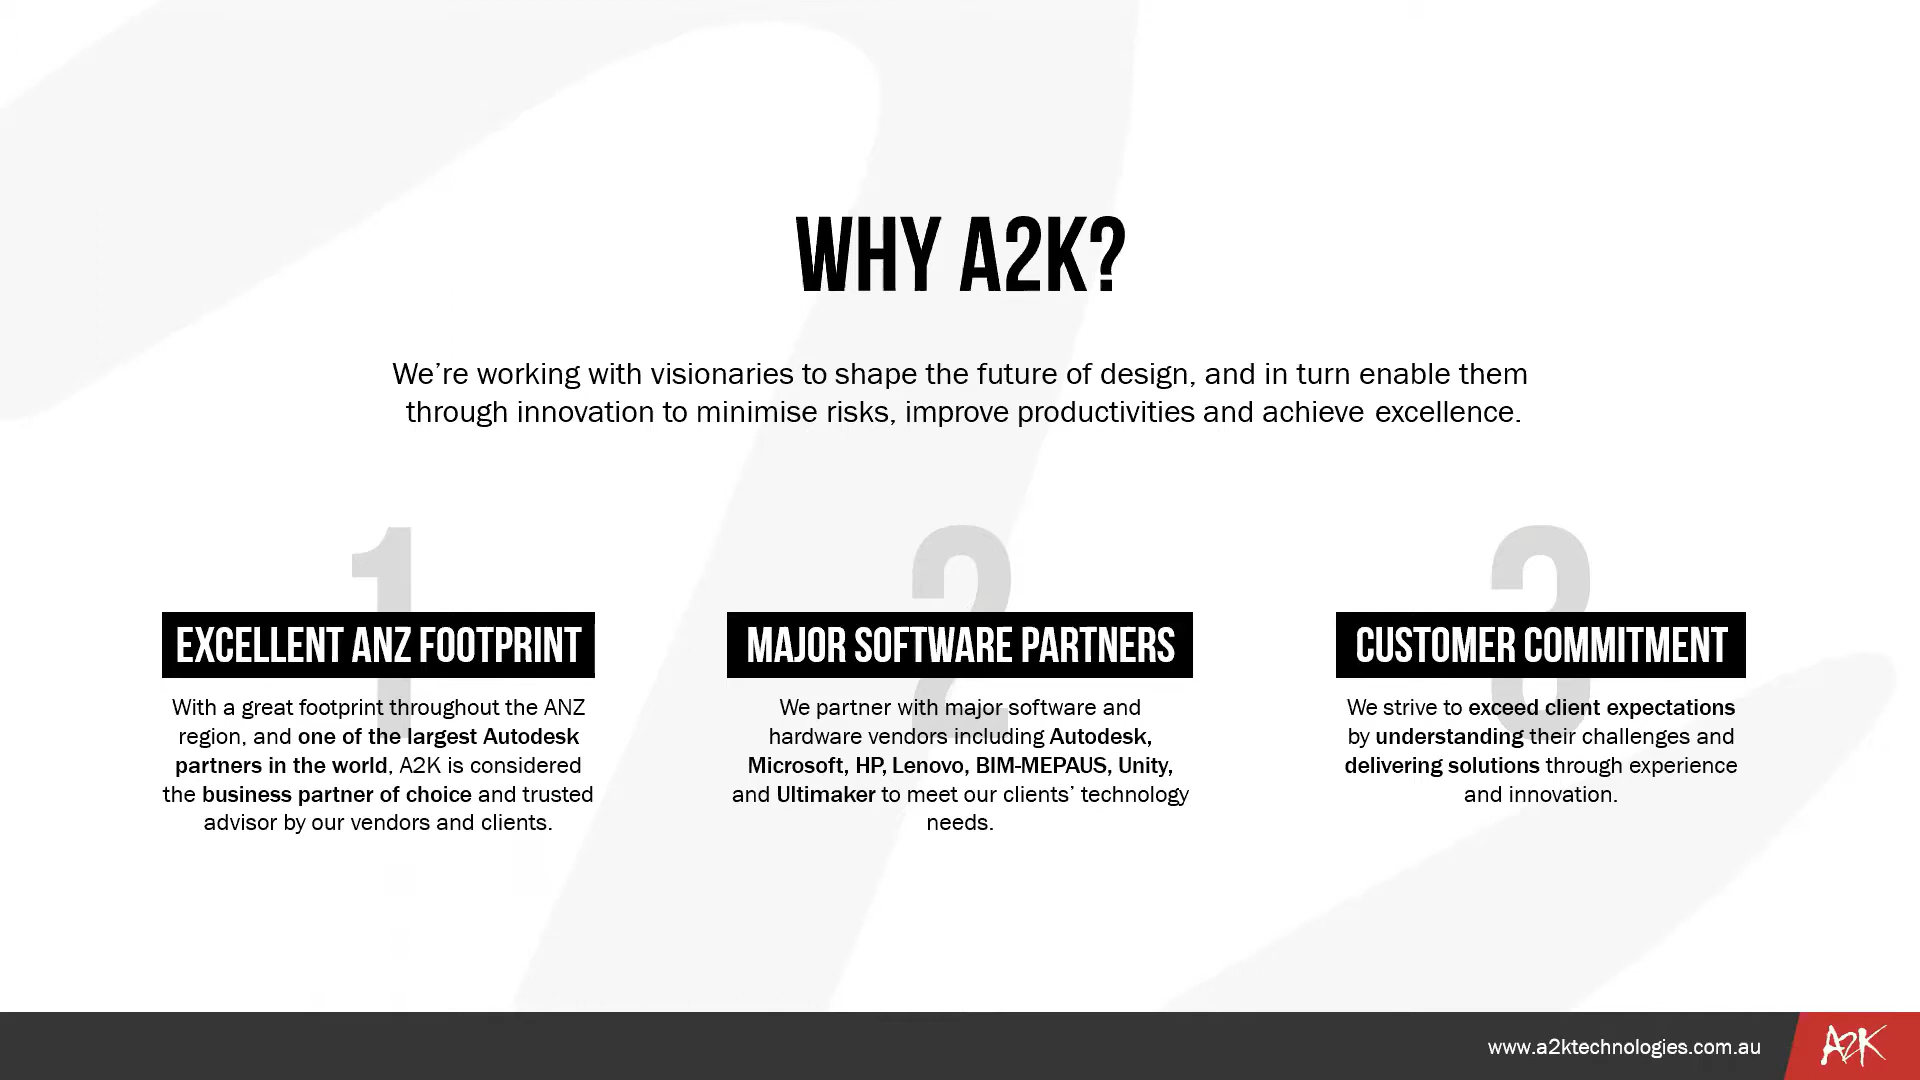 WHY A2K?
We’re working with visionaries to shape the future of design, and in turn enable them
through innovation to minimise risks, improve productivities and achieve excellence.
1
EXCELLENT ANZ FOOTPRINT
With a great footprint throughout the ANZ
region, and one of the largest Autodesk
partners in the world, A2K is considered
the business partner of choice and trusted
advisor by our vendors and clients.
2
MAJOR SOFTWARE PARTNERS
We partner with major software and
hardware vendors including Autodesk,
Microsoft, HP, Lenovo, BIM-MEPAUS, Unity,
and Ultimaker to meet our clients’ technology
needs.
3
CUSTOMER COMMITMENT
We strive to exceed client expectations
by understanding their challenges and
delivering solutions through experience
and innovation.
www.a2ktechnologies.com.au
A2K